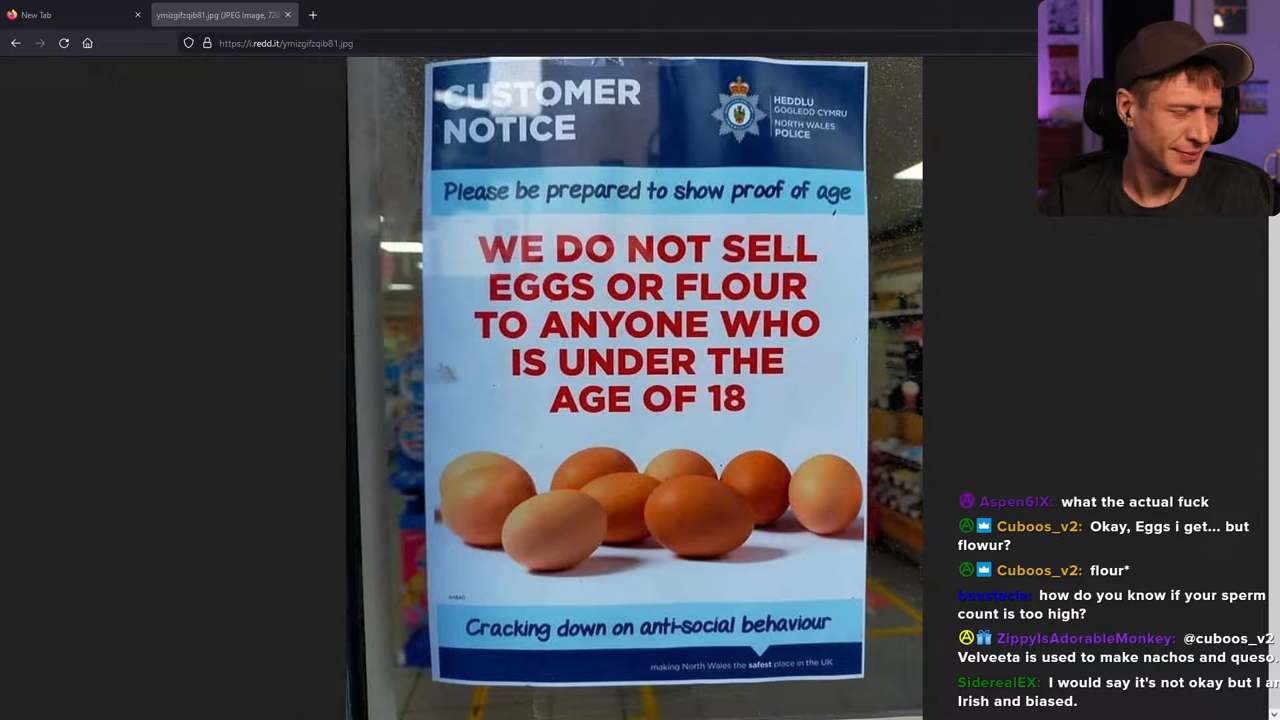 New Tab
ymizgifzqib81.jpg (JPEG Image, 720
https://i.redd.it/ymizgifzqib81.jpg
CUSTOMER
NOTICE
HEDDLU
GOGLEDD CYMRU
NORTH WALES
POLICE
Please be prepared to show proof of age
WE DO NOT SELL
EGGS OR FLOUR
TO ANYONE WHO
IS UNDER THE
AGE OF 18
Cracking down on anti-social behaviour
making North Wales the safest place in the UK
Aspen6IX: what the actual fuck
Cuboos_v2: Okay, Eggs i get... but
flowur?
Cuboos_v2: flour*
how do you know if your sperm
count is too high?
ZippyIsAdorableMonkey: @cuboos_v2
Velveeta is used to make nachos and queso.
SiderealEX: I would say it's not okay but I am
Irish and biased.